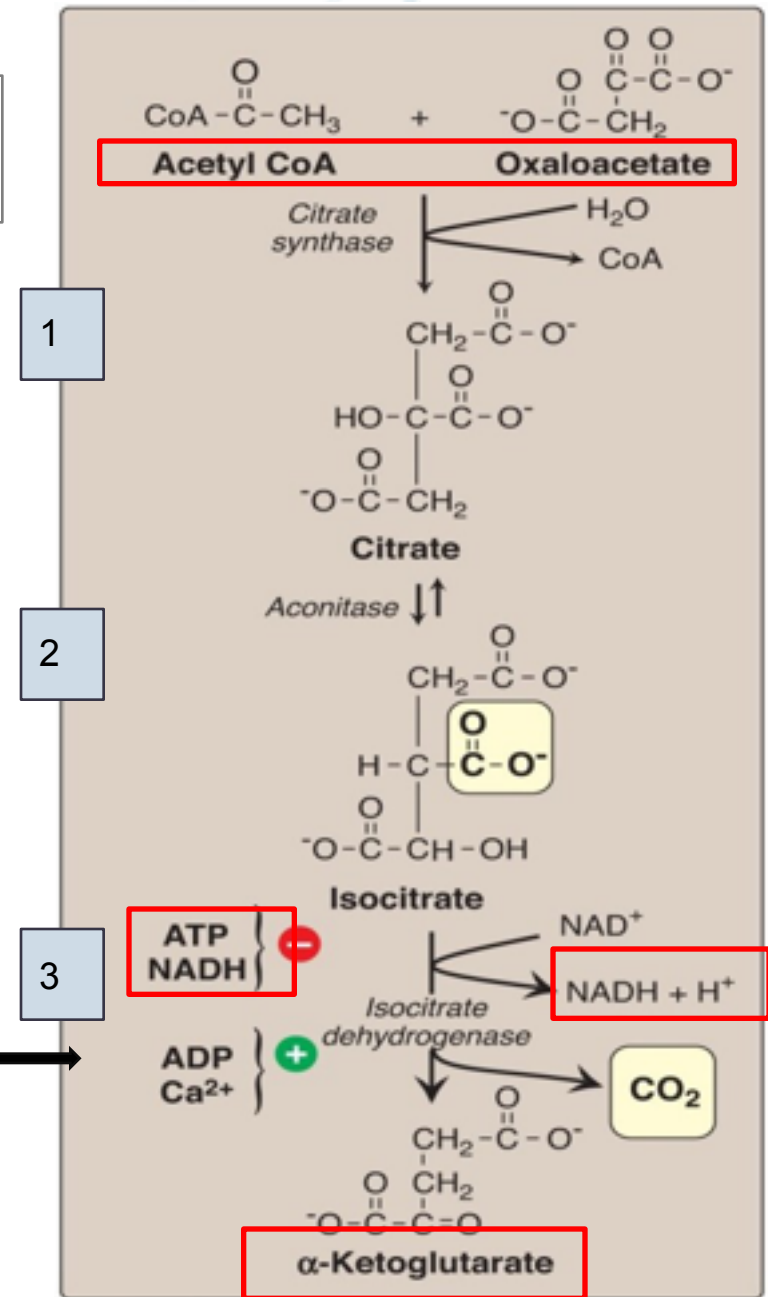 O O O
O C-C-O⁻
CoA-C-CH₃ + ⁻O-C-CH₂
Acetyl CoA Oxaloacetate
Citrate
synthase
H₂O
CoA
1
O
CH₂-C-O⁻
O
HO-C-C-O⁻
O
⁻O-C-CH₂
Citrate
Aconitase
2
O
CH₂-C-O⁻
O
H-C-C-O⁻
O
⁻O-C-CH-OH
Isocitrate
3
ATP
NADH
−
NAD⁺
NADH + H⁺
Isocitrate
dehydrogenase
ADP
Ca²⁺
+
CO₂
O
CH₂-C-O⁻
O CH₂
⁻O-C-C=O
α-Ketoglutarate